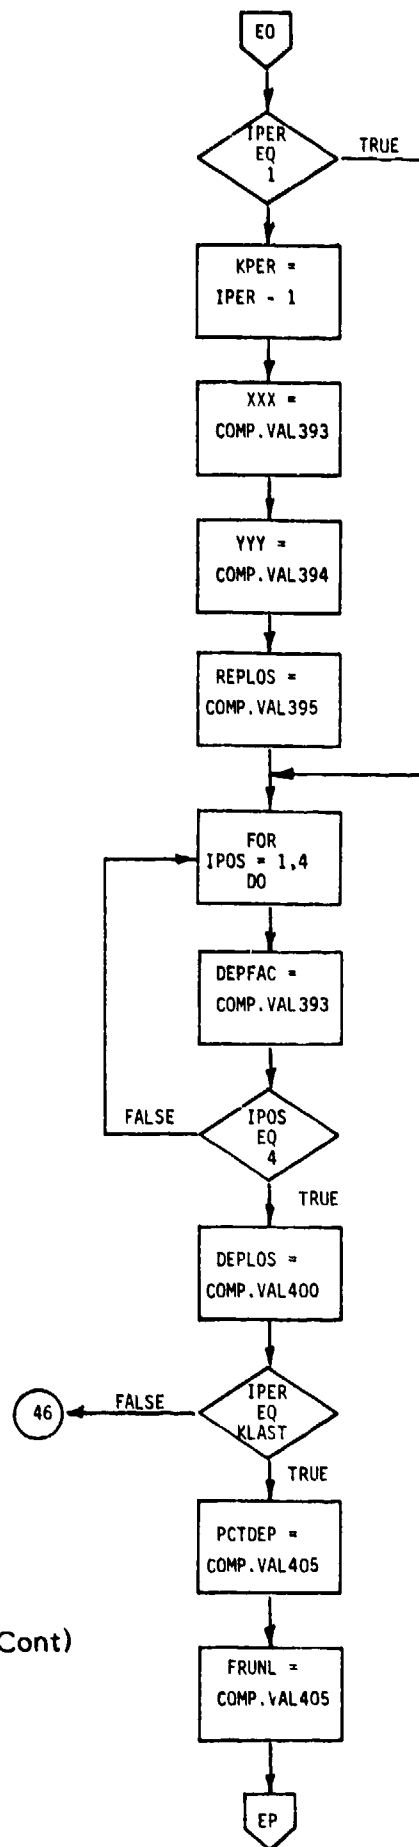 EO
IPER
EQ
1
TRUE
KPER =
IPER - 1
XXX =
COMP.VAL393
YYY =
COMP.VAL394
REPLOS =
COMP.VAL395
FOR
IPOS = 1,4
DO
DEPFAC =
COMP.VAL393
FALSE
IPOS
EQ
4
TRUE
DEPLOS =
COMP.VAL400
46
FALSE
IPER
EQ
KLAST
TRUE
PCTDEP =
COMP.VAL405
Cont)
FRUNL =
COMP.VAL405
EP